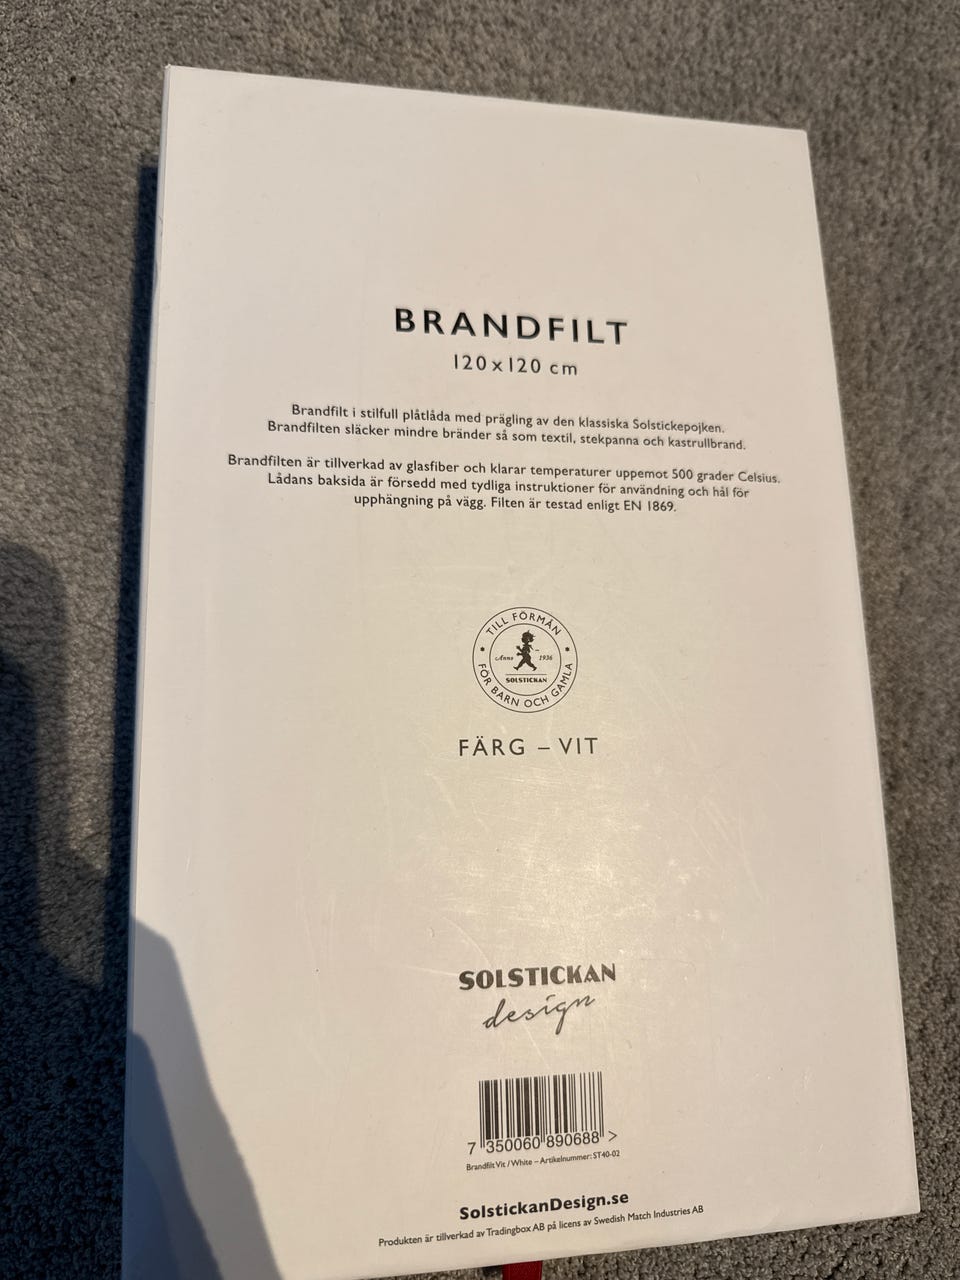 BRANDFILT
120 x 120 cm
Brandfilt i stilfull plåtlåda med prägling av den klassiska Solstickepojken.
Brandfilten släcker mindre bränder så som textil, stekpanna och kastrullbrand.
Brandfilten är tillverkad av glasfiber och klarar temperaturer uppemot 500 grader Celsius.
Lådans baksida är försedd med tydliga instruktioner för användning och hål för
upphängning på vägg. Filten är testad enligt EN 1869.
TILL FÖRMÅN
Anno 1936
SOLSTICKAN
FÖR BARN OCH GAMLA
FÄRG – VIT
SOLSTICKAN
design
7 350060 890688 >
Brandfilt Vit / White – Artikelnummer: ST40-02
SolstickanDesign.se
Produkten är tillverkad av Tradingbox AB på licens av Swedish Match Industries AB